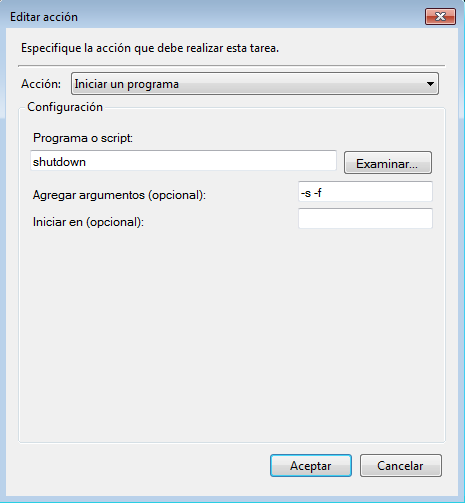 Editar acción
Especifique la acción que debe realizar esta tarea.
Acción: Iniciar un programa
Configuración
Programa o script:
shutdown Examinar...
Agregar argumentos (opcional): -s -f
Iniciar en (opcional):
Aceptar Cancelar